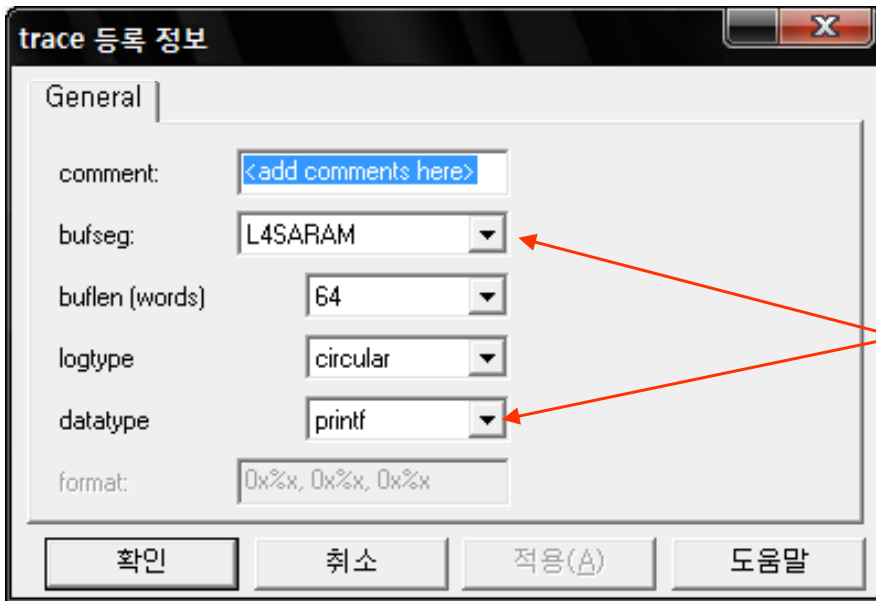 trace 등록 정보
General
comment: <add comments here>
bufseg: L4SARAM
buflen (words) 64
logtype circular
datatype printf
format: 0x%x, 0x%x, 0x%x
확인 취소 적용(A) 도움말